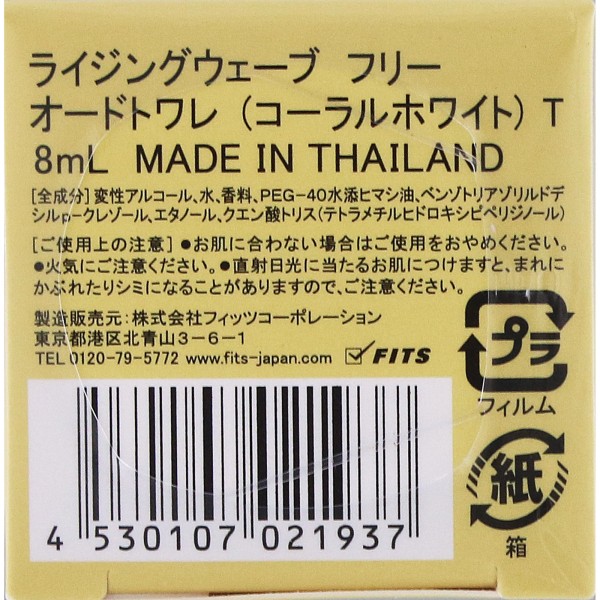 ライジングウェーブ フリー
オードトワレ（コーラルホワイト）T
8mL MADE IN THAILAND
[全成分]変性アルコール、水、香料、PEG-40水添ヒマシ油、ベンゾトリアゾリルドデ
シルp-クレゾール、エタノール、クエン酸トリス(テトラメチルヒドロキシピペリジノール)
[ご使用上の注意]●お肌に合わない場合はご使用をおやめください。
●火気にご注意ください。●直射日光に当たるお肌につけますと、まれに
かぶれたりシミになることがありますので、ご注意ください。
製造販売元:株式会社フィッツコーポレーション
東京都港区北青山3-6-1
TEL 0120-79-5772 www.fits-japan.com FITS
プラ
フィルム
紙
箱
4 530107 021937